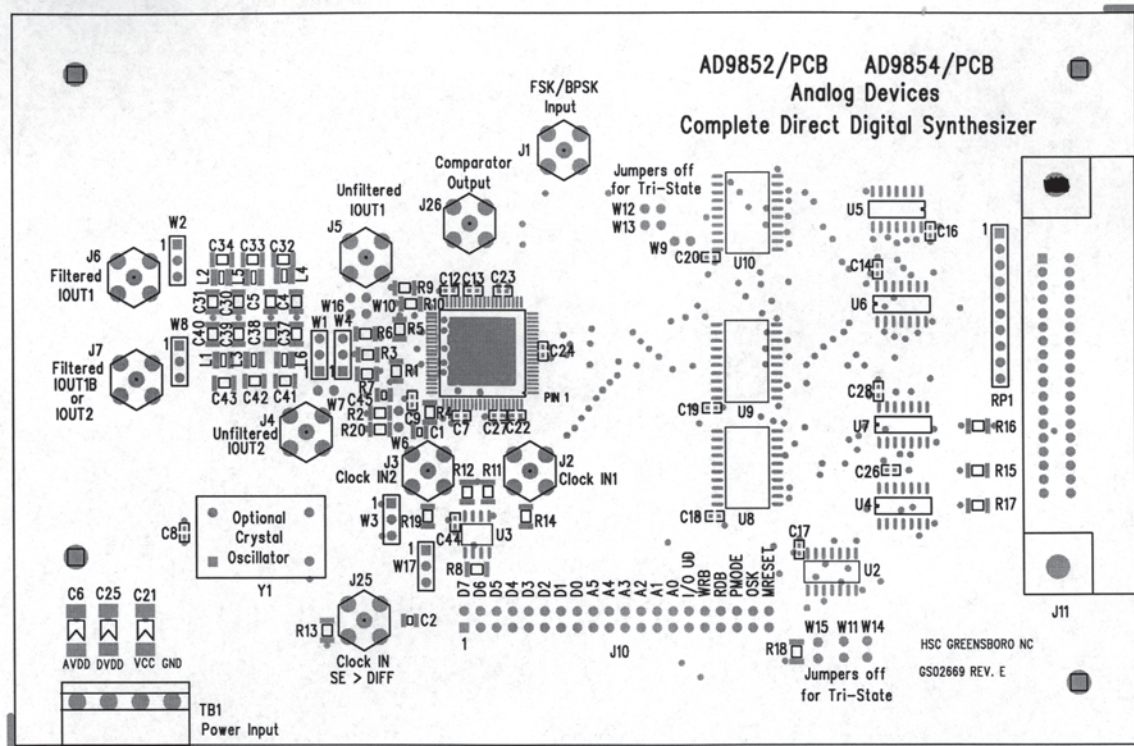 AD9852/PCB AD9854/PCB
Analog Devices
Complete Direct Digital Synthesizer
FSK/BPSK
Input
J1
Comparator
Output
J26
Unfiltered
IOUT1
J5
Jumpers off
for Tri-State
W12
W13
W9
C20
U10
U5
C16
C14
U6
1
RP1
W2
1
J6
Filtered
IOUT1
C34 C33 C32
L2 L5 L4
C31 C30 C5 C4
C40 C39 C38 C37
L1 L3 L6
C43 C42 C41
W8
1
J7
Filtered
IOUT1B
or
IOUT2
W16
W1 W4
1
W10
R9
R10
R5
R6
R3
R1
R7
C45
R2
R20
C9
R4
C1
W6
W7
C12 C13 C23
C24
PIN 1
C7 C27 C22
J4
Unfiltered
IOUT2
C19
U9
C28
U7
C26
U4
R16
R15
R17
J3
Clock IN2
R12 R11
J2
Clock IN1
C18
U8
C17
U2
C8
Optional
Crystal
Oscillator
Y1
1
W3
R19
C44
U3
R14
1
W17
R8
J25
R13
C2
Clock IN
SE > DIFF
D7 D6 D5 D4 D3 D2 D1 D0 A5 A4 A3 A2 A1 A0 I/O UD WRB RDB PMODE OSK MRESET
1
J10
R18
W15 W11 W14
Jumpers off
for Tri-State
J11
HSC GREENSBORO NC
GS02669 REV. E
C6 C25 C21
AVDD DVDD VCC GND
TB1
Power Input